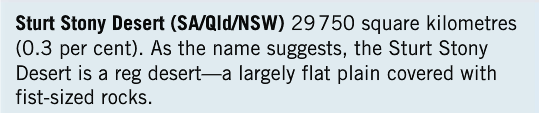 Sturt Stony Desert (SA/Qld/NSW) 29 750 square kilometres
(0.3 per cent). As the name suggests, the Sturt Stony
Desert is a reg desert—a largely flat plain covered with
fist-sized rocks.